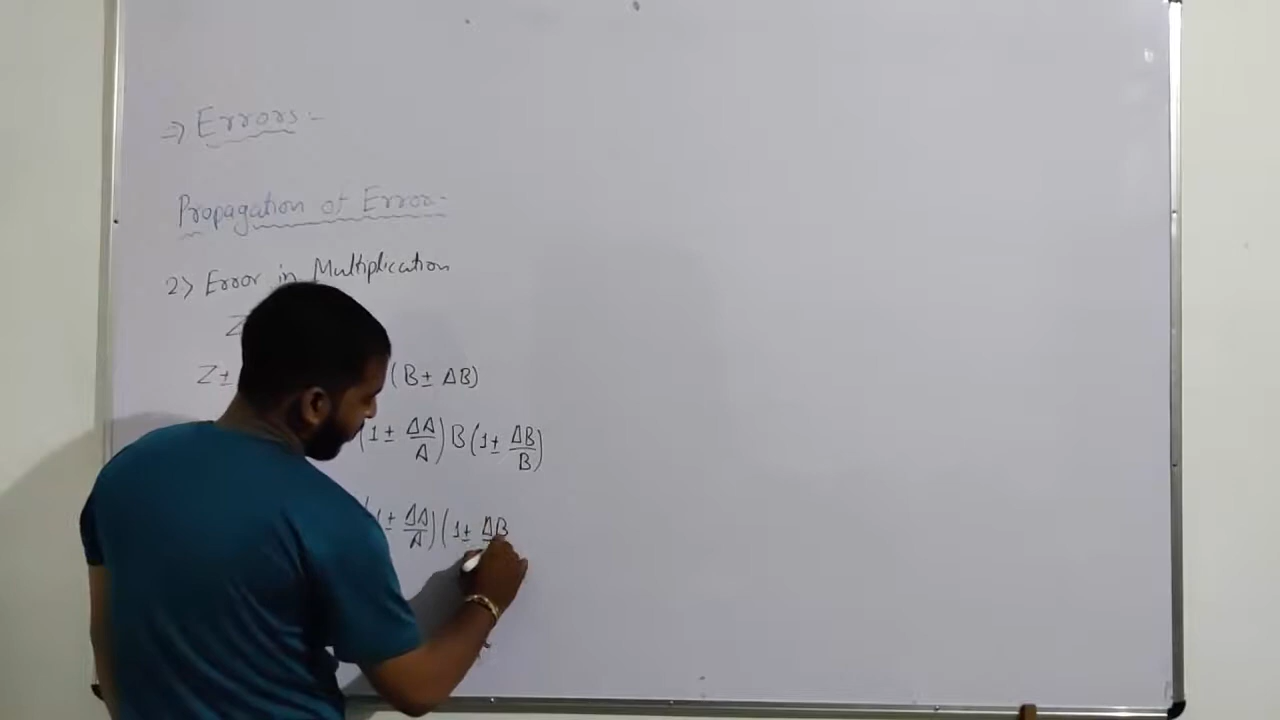 => Errors:-
Propagation of Error:-
2> Error in Multiplication
Z
Z± (B± ΔB)
(1± ΔA/A) B (1± ΔB/B)
1± ΔA/A) (1± ΔB